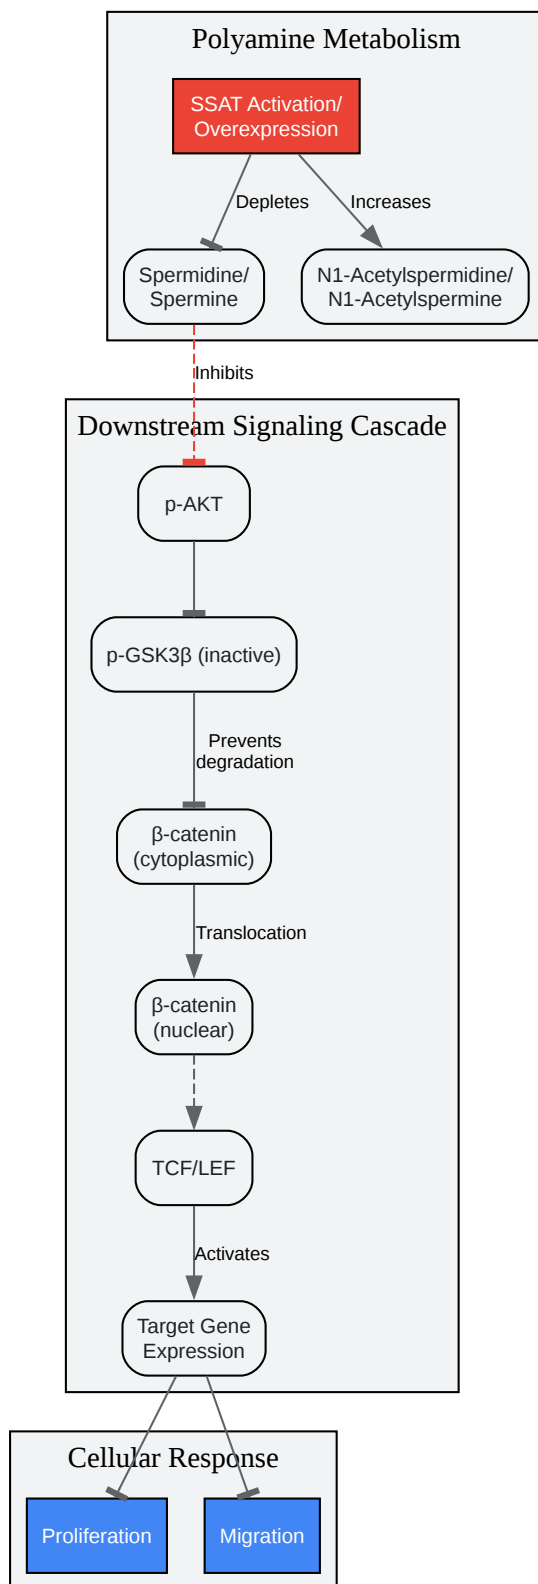 Polyamine Metabolism
SSAT Activation/
Overexpression
Depletes
Increases
Spermidine/
Spermine
N1-Acetylspermidine/
N1-Acetylspermine
Inhibits
Downstream Signaling Cascade
p-AKT
p-GSK3β (inactive)
Prevents
degradation
β-catenin
(cytoplasmic)
Translocation
β-catenin
(nuclear)
TCF/LEF
Activates
Target Gene
Expression
Cellular Response
Proliferation
Migration